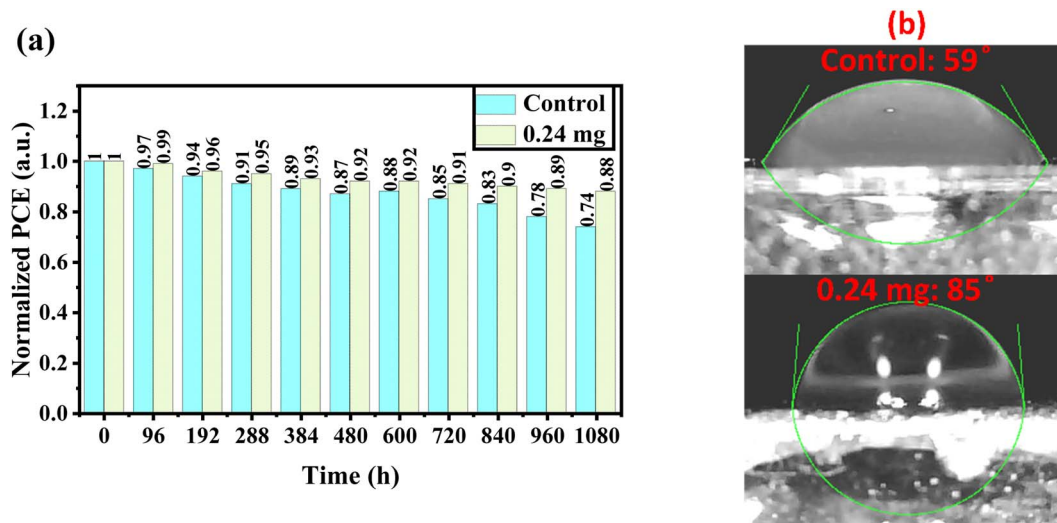 (a)
Normalized PCE (a.u.)
1.2
1.0
0.8
0.6
0.4
0.2
0.0
Control
0.24 mg
1 1 0.97 0.99 0.94 0.96 0.91 0.95 0.89 0.93 0.87 0.92 0.88 0.92 0.85 0.91 0.83 0.9 0.78 0.89 0.74 0.88
0 96 192 288 384 480 600 720 840 960 1080
Time (h)
(b)
Control: 59°
0.24 mg: 85°